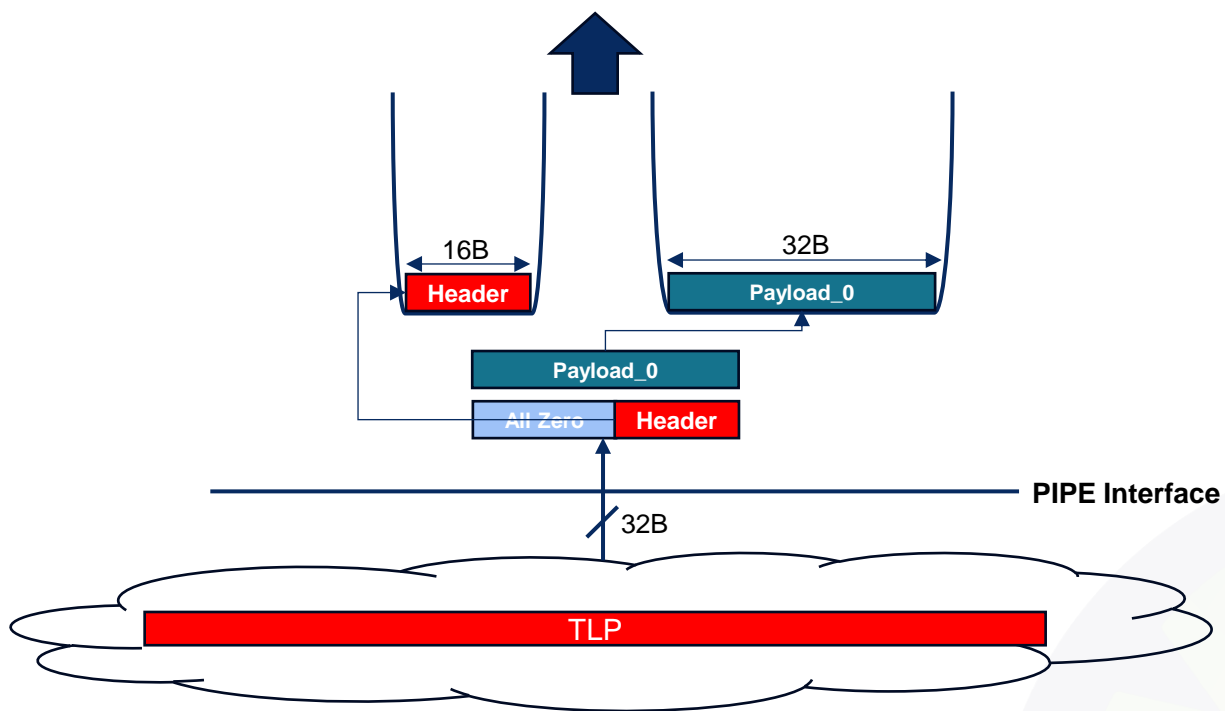 16B
32B
Header
Payload_0
Payload_0
All Zero
Header
PIPE Interface
32B
TLP